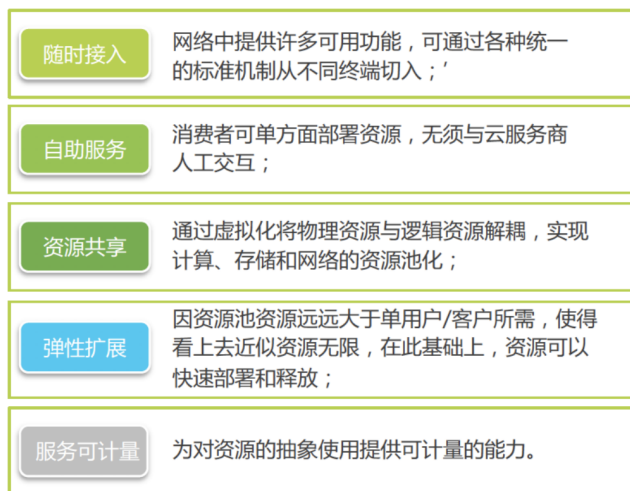 随时接入
网络中提供许多可用功能，可通过各种统一
的标准机制从不同终端切入；’
自助服务
消费者可单方面部署资源，无须与云服务商
人工交互；
资源共享
通过虚拟化将物理资源与逻辑资源解耦，实现
计算、存储和网络的资源池化；
弹性扩展
因资源池资源远远大于单用户/客户所需，使得
看上去近似资源无限，在此基础上，资源可以
快速部署和释放；
服务可计量
为对资源的抽象使用提供可计量的能力。